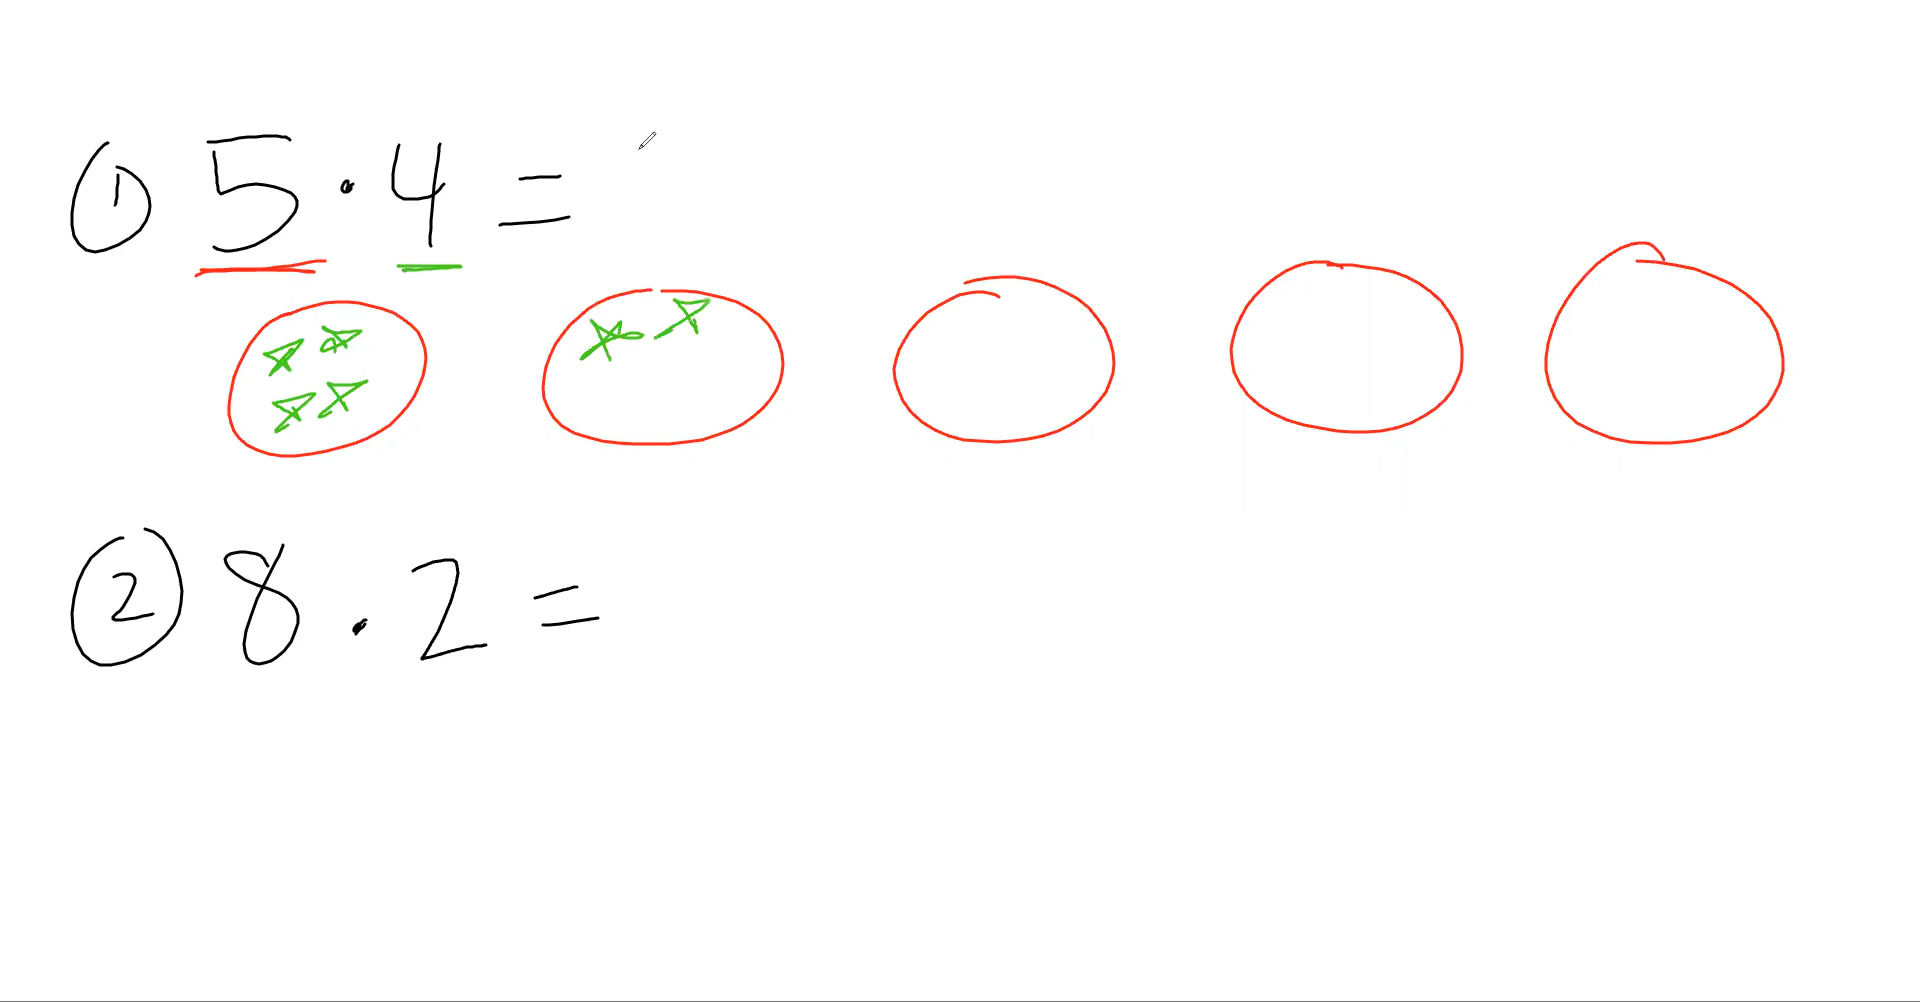 ① 5 · 4 =
② 8 · 2 =